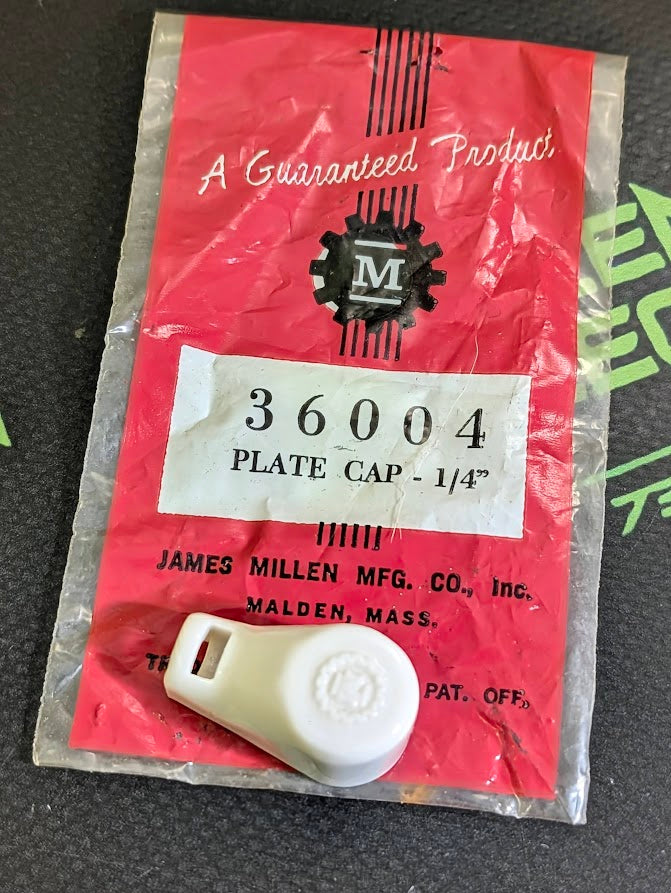 A Guaranteed Product
M
36004
PLATE CAP - 1/4”
JAMES MILLEN MFG. CO., Inc.
MALDEN, MASS.
PAT. OFF.